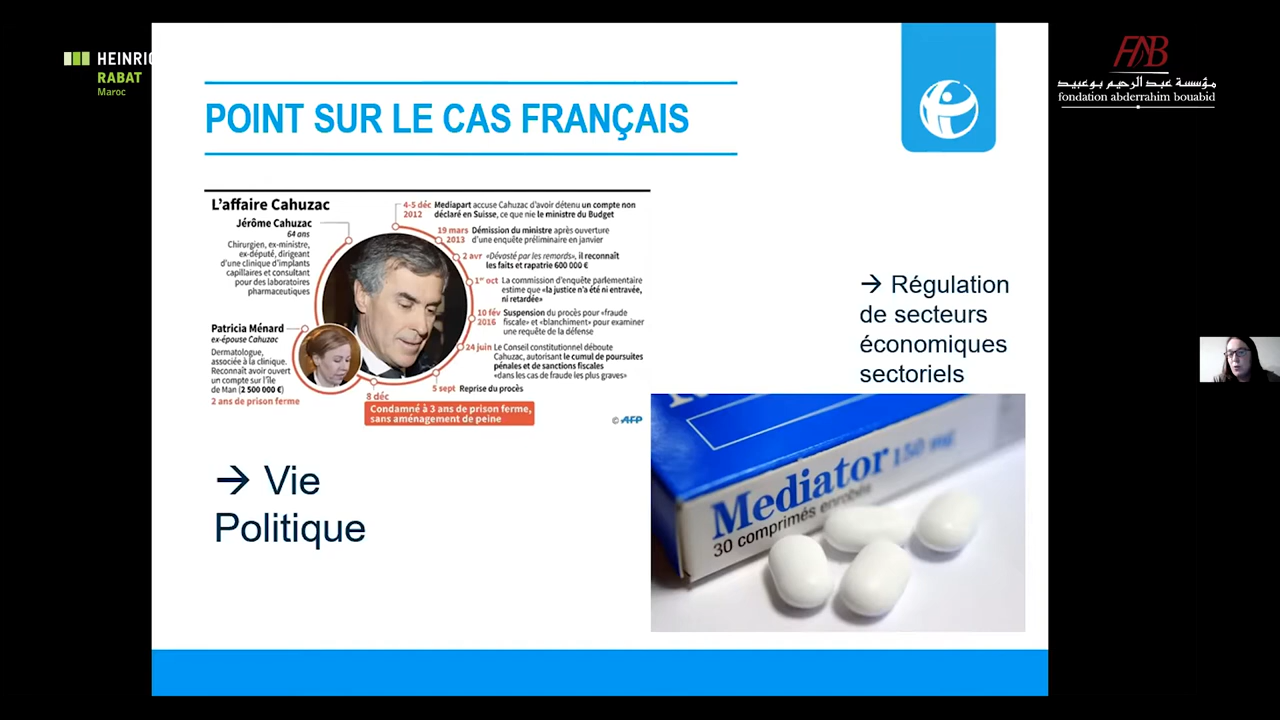 HEINRIC
RABAT
Maroc
FAB
مؤسسة عبد الرحيم بوعبيد
fondation abderrahim bouabid
POINT SUR LE CAS FRANÇAIS
L'affaire Cahuzac
Jérôme Cahuzac
64 ans
Chirurgien, ex-ministre,
ex-député, dirigeant
d'une clinique d'implants
capillaires et consultant
pour des laboratoires
pharmaceutiques
Patricia Ménard
ex-épouse Cahuzac
Dermatologue,
associée à la clinique.
Reconnaît avoir ouvert
un compte sur l'île
de Man (2 500 000 €)
2 ans de prison ferme
4-5 déc 2012 Mediapart accuse Cahuzac d'avoir détenu un compte non
déclaré en Suisse, ce que nie le ministre du Budget
19 mars 2013 Démission du ministre après ouverture
d'une enquête préliminaire en janvier
2 avr «Dévasté par les remords», il reconnaît
les faits et rapatrie 600 000 €
1er oct La commission d'enquête parlementaire
estime que «la justice n'a été ni entravée,
ni retardée»
10 fév 2016 Suspension du procès pour «fraude
fiscale» et «blanchiment» pour examiner
une requête de la défense
24 juin Le Conseil constitutionnel déboute
Cahuzac, autorisant le cumul de poursuites
pénales et de sanctions fiscales
«dans les cas de fraude les plus graves»
5 sept Reprise du procès
8 déc
Condamné à 3 ans de prison ferme,
sans aménagement de peine
© AFP
→ Régulation
de secteurs
économiques
sectoriels
→ Vie
Politique
Mediator 150 mg
30 comprimés enrobés